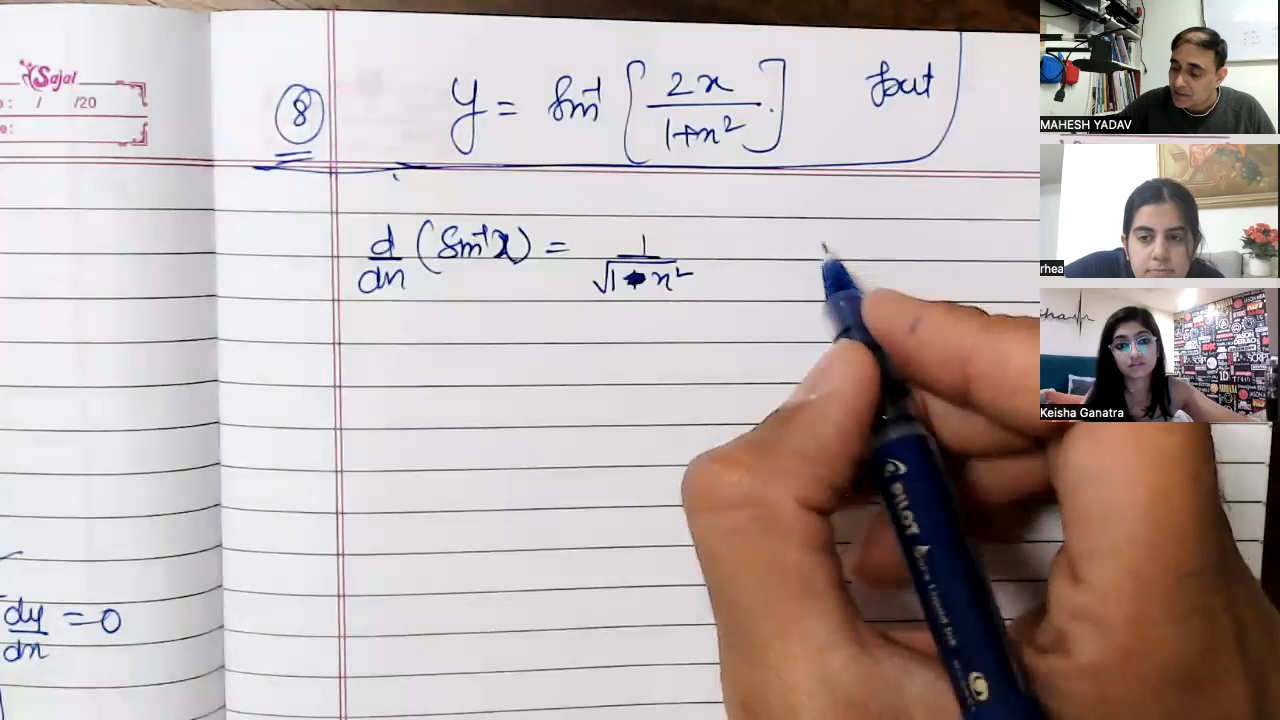 Sajal
/ /20
8
y = Sin⁻¹ [ 2x / 1+x² ]
d/dx (Sin⁻¹x) = 1/√1-x²
dy/dx = 0
PILOT
MAHESH YADAV
rhea
Keisha Ganatra